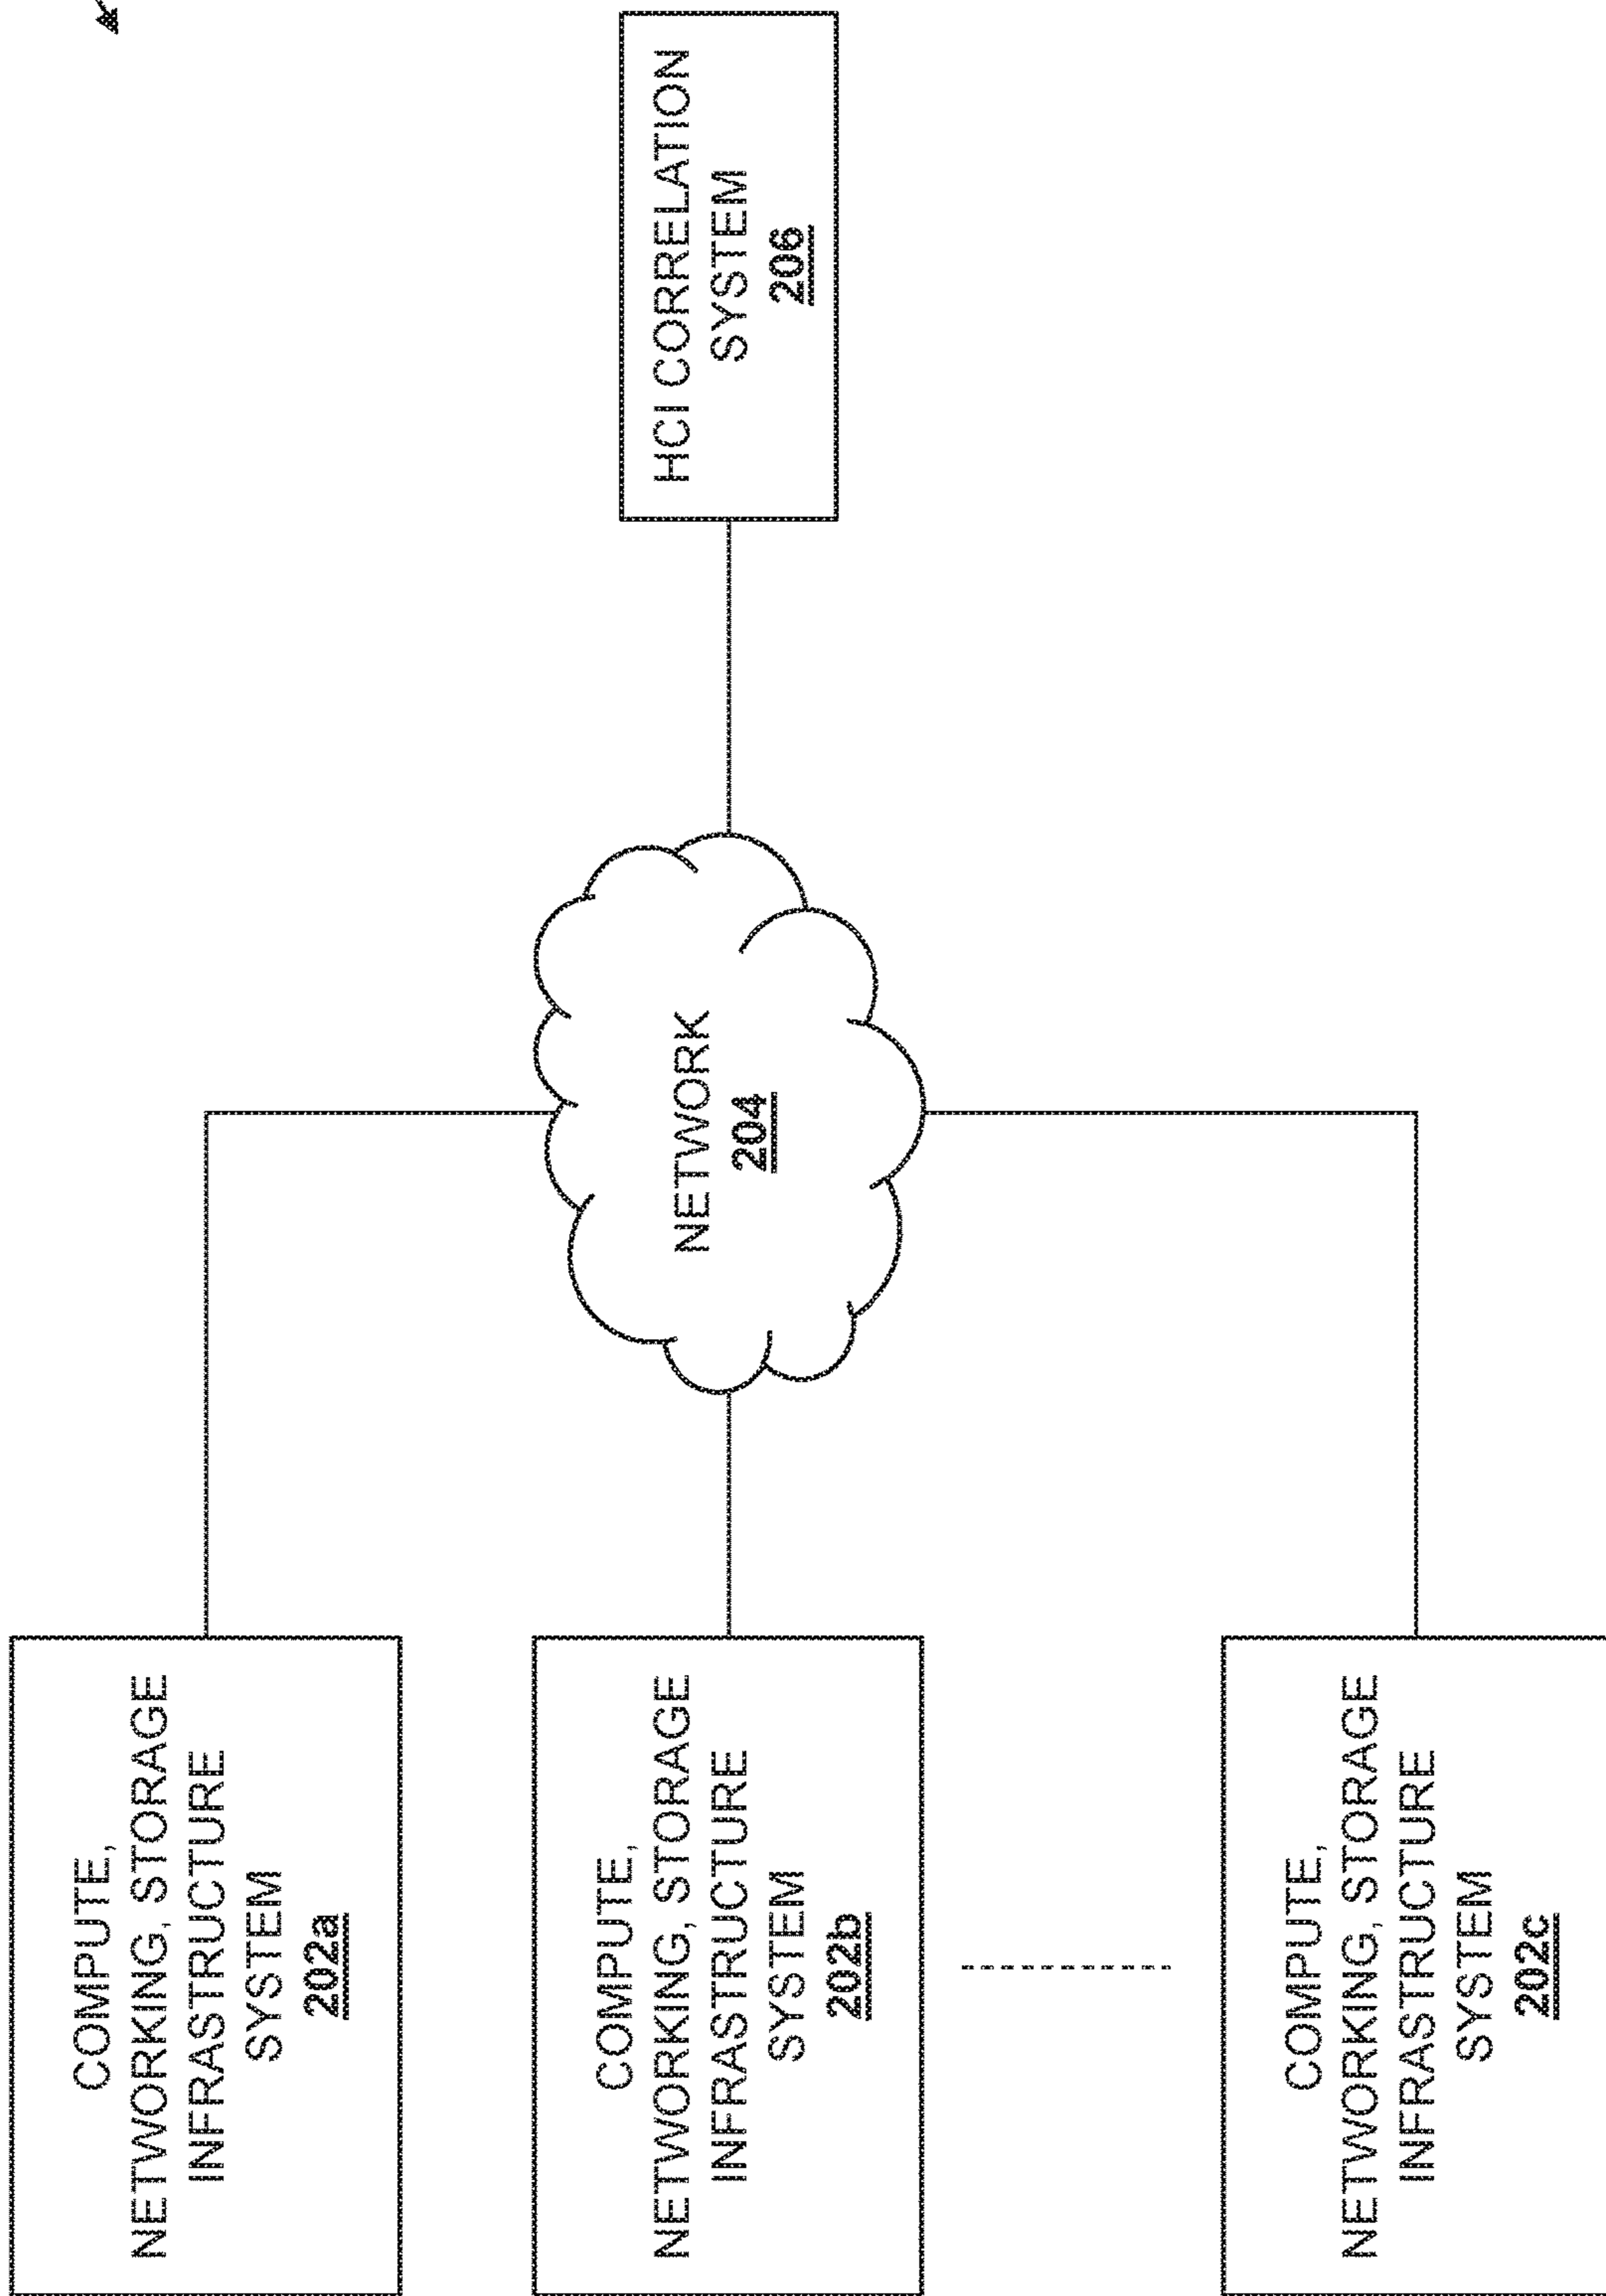 COMPUTE,
NETWORKING, STORAGE
INFRASTRUCTURE
SYSTEM
202a
COMPUTE,
NETWORKING, STORAGE
INFRASTRUCTURE
SYSTEM
202b
COMPUTE,
NETWORKING, STORAGE
INFRASTRUCTURE
SYSTEM
202c
NETWORK
204
HCI CORRELATION
SYSTEM
206